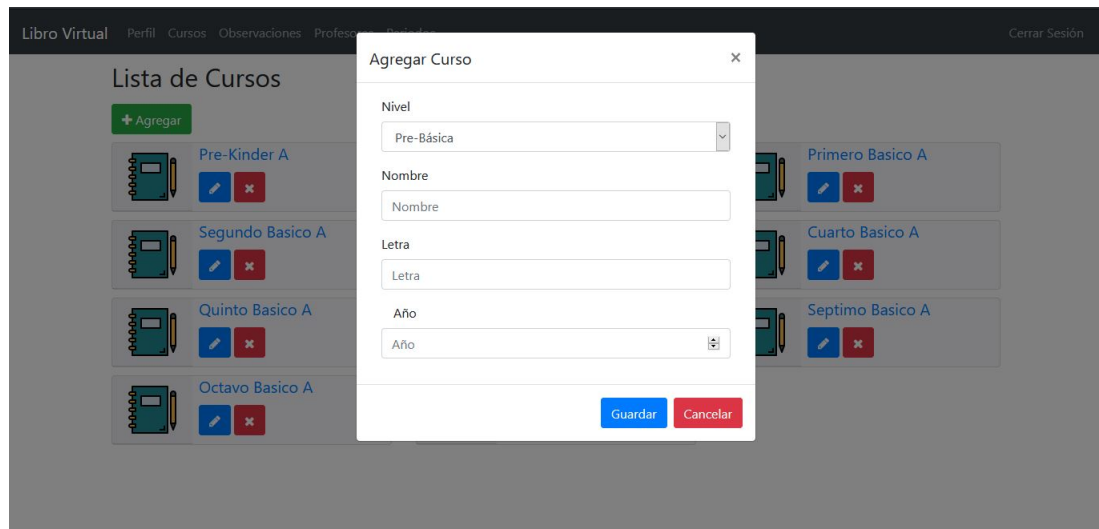 Libro Virtual Perfil Cursos Observaciones Cerrar Sesión
Lista de Cursos
Agregar
Pre-Kinder A
Primero Basico A
Segundo Basico A
Cuarto Basico A
Quinto Basico A
Septimo Basico A
Octavo Basico A
Agregar Curso ×
Nivel
Pre-Básica
Nombre
Nombre
Letra
Letra
Año
Año
Guardar Cancelar